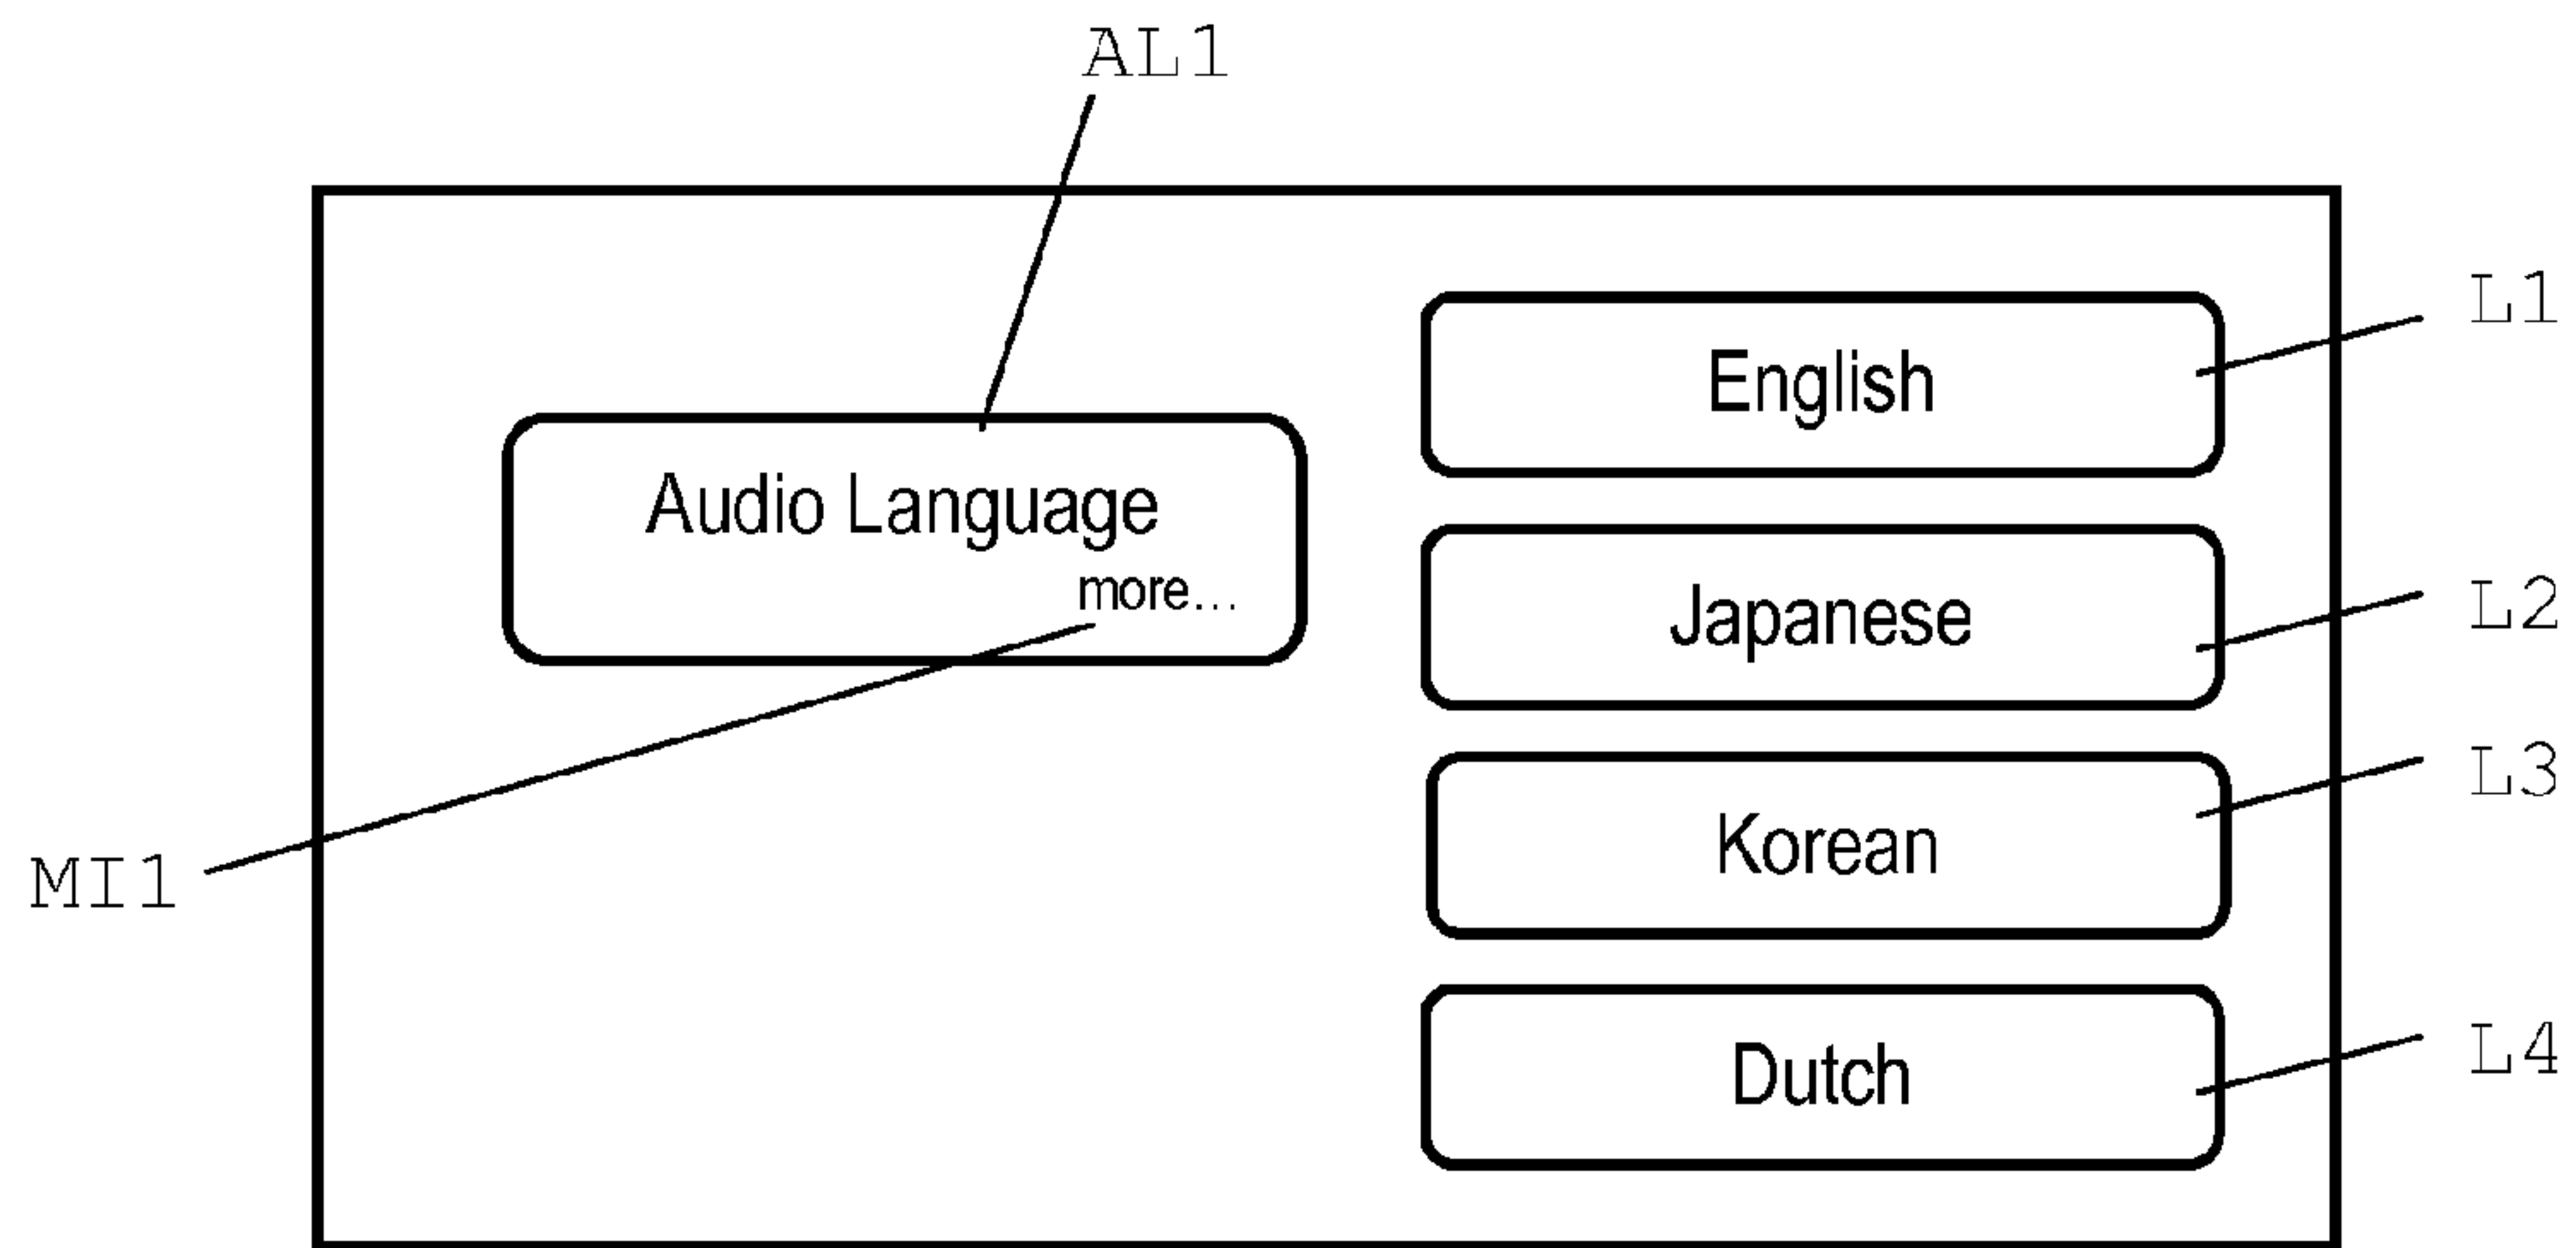 AL1
English
L1
Audio Language
more...
Japanese
L2
Korean
L3
MI1
Dutch
L4